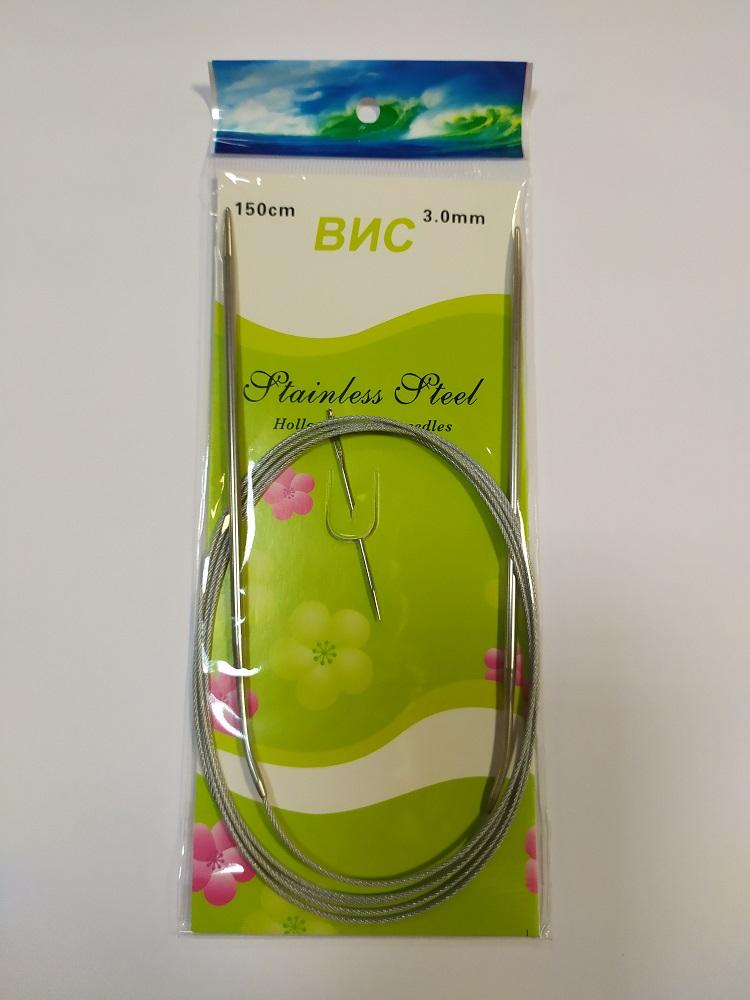 150cm
ВИС
3.0mm
Stainless Steel